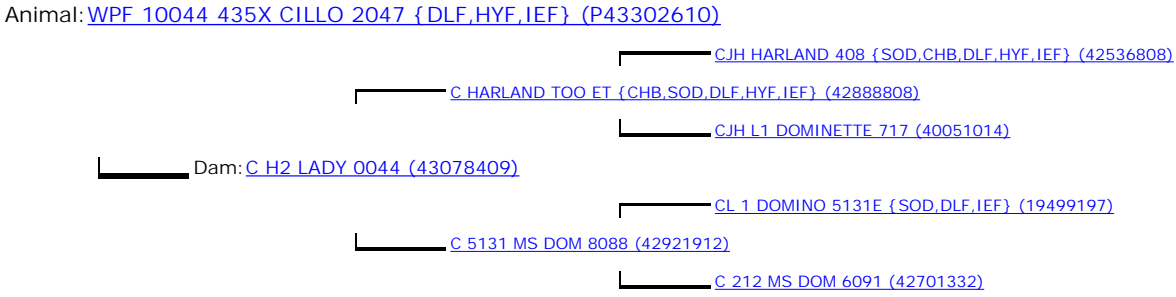 Animal: WPF 10044 435X CILLO 2047 {DLF,HYF,IEF} (P43302610)
CJH HARLAND 408 {SOD,CHB,DLF,HYF,IEF} (42536808)
C HARLAND TOO ET {CHB,SOD,DLF,HYF,IEF} (42888808)
CJH L1 DOMINETTE 717 (40051014)
Dam: C H2 LADY 0044 (43078409)
CL 1 DOMINO 5131E {SOD,DLF,IEF} (19499197)
C 5131 MS DOM 8088 (42921912)
C 212 MS DOM 6091 (42701332)